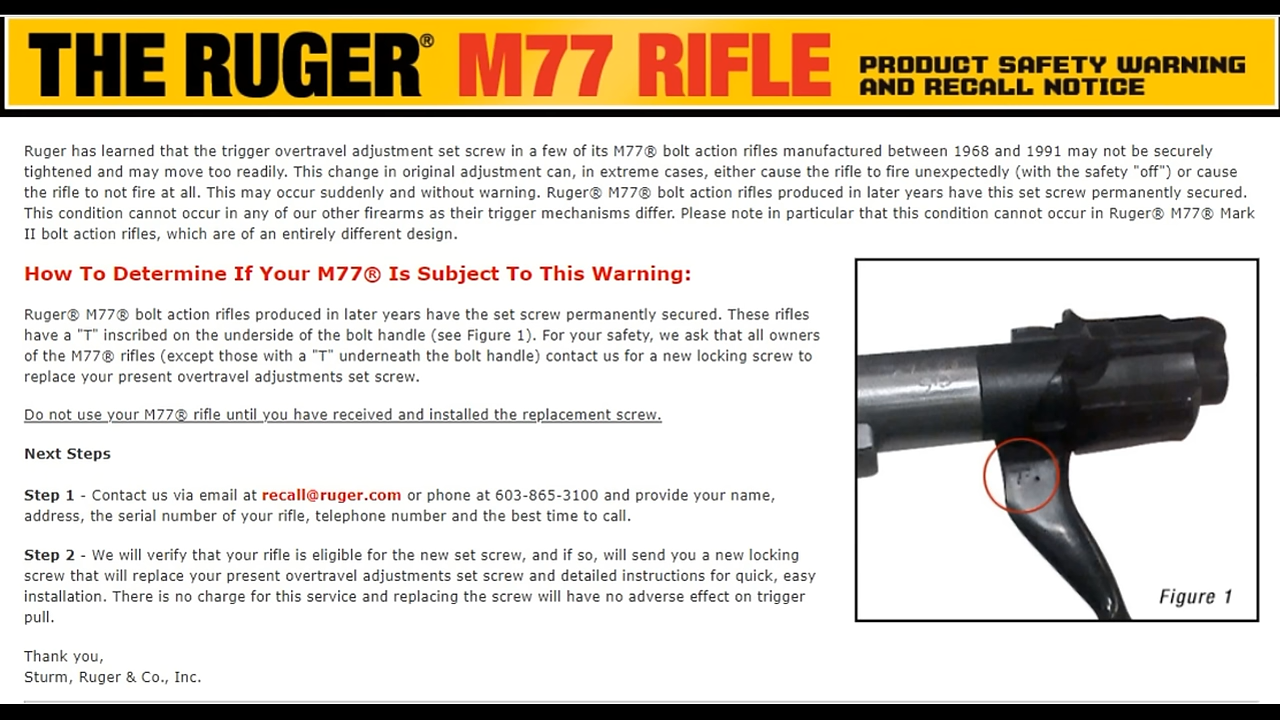 THE RUGER® M77 RIFLE PRODUCT SAFETY WARNING
AND RECALL NOTICE
Ruger has learned that the trigger overtravel adjustment set screw in a few of its M77® bolt action rifles manufactured between 1968 and 1991 may not be securely
tightened and may move too readily. This change in original adjustment can, in extreme cases, either cause the rifle to fire unexpectedly (with the safety "off") or cause
the rifle to not fire at all. This may occur suddenly and without warning. Ruger® M77® bolt action rifles produced in later years have this set screw permanently secured.
This condition cannot occur in any of our other firearms as their trigger mechanisms differ. Please note in particular that this condition cannot occur in Ruger® M77® Mark
II bolt action rifles, which are of an entirely different design.
How To Determine If Your M77® Is Subject To This Warning:
Ruger® M77® bolt action rifles produced in later years have the set screw permanently secured. These rifles
have a "T" inscribed on the underside of the bolt handle (see Figure 1). For your safety, we ask that all owners
of the M77® rifles (except those with a "T" underneath the bolt handle) contact us for a new locking screw to
replace your present overtravel adjustments set screw.
Do not use your M77® rifle until you have received and installed the replacement screw.
Next Steps
Step 1 - Contact us via email at recall@ruger.com or phone at 603-865-3100 and provide your name,
address, the serial number of your rifle, telephone number and the best time to call.
Step 2 - We will verify that your rifle is eligible for the new set screw, and if so, will send you a new locking
screw that will replace your present overtravel adjustments set screw and detailed instructions for quick, easy
installation. There is no charge for this service and replacing the screw will have no adverse effect on trigger
pull.
Thank you,
Sturm, Ruger & Co., Inc.
T.
Figure 1